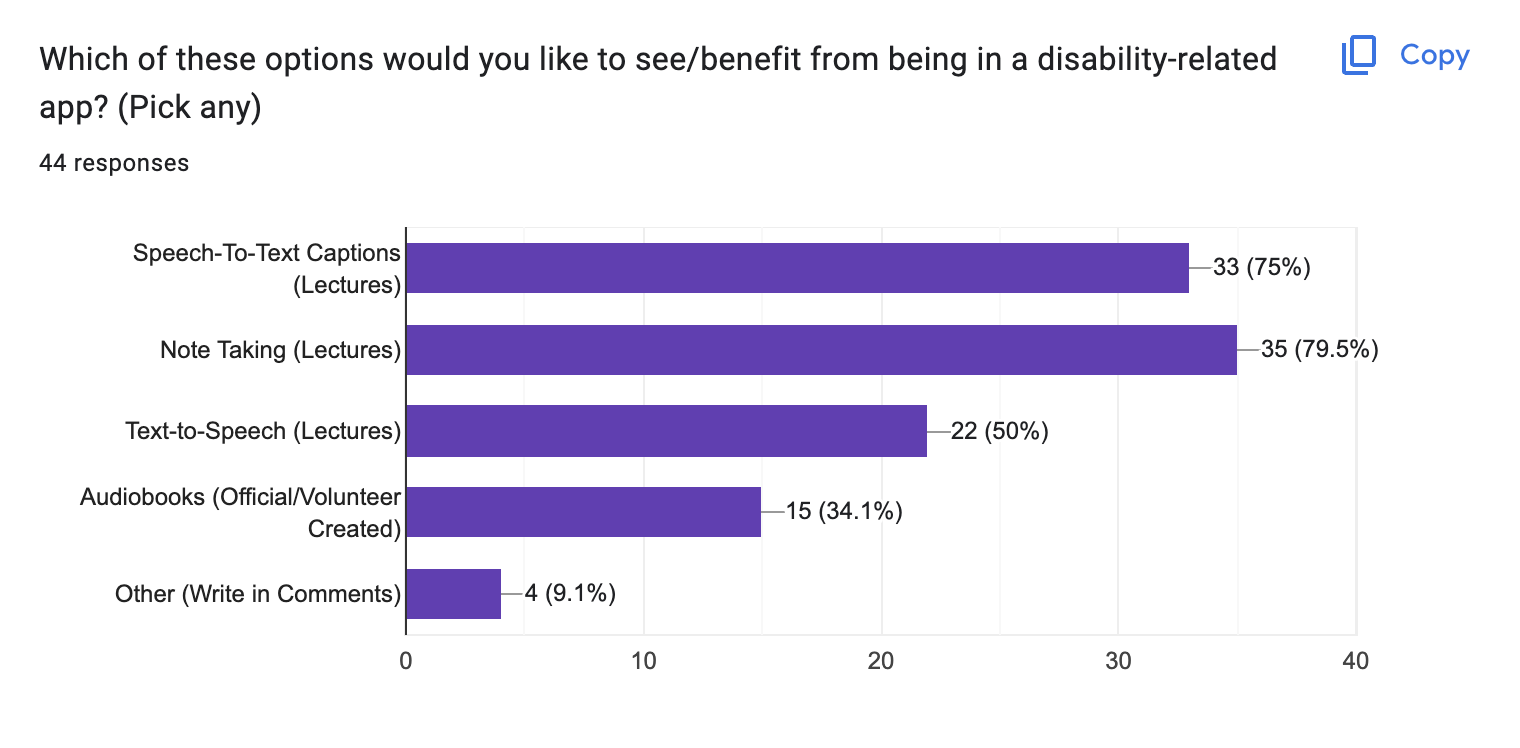 Which of these options would you like to see/benefit from being in a disability-related
app? (Pick any)
Copy
44 responses
Speech-To-Text Captions
(Lectures)
33 (75%)
Note Taking (Lectures)
35 (79.5%)
Text-to-Speech (Lectures)
22 (50%)
Audiobooks (Official/Volunteer
Created)
15 (34.1%)
Other (Write in Comments)
4 (9.1%)
0
10
20
30
40